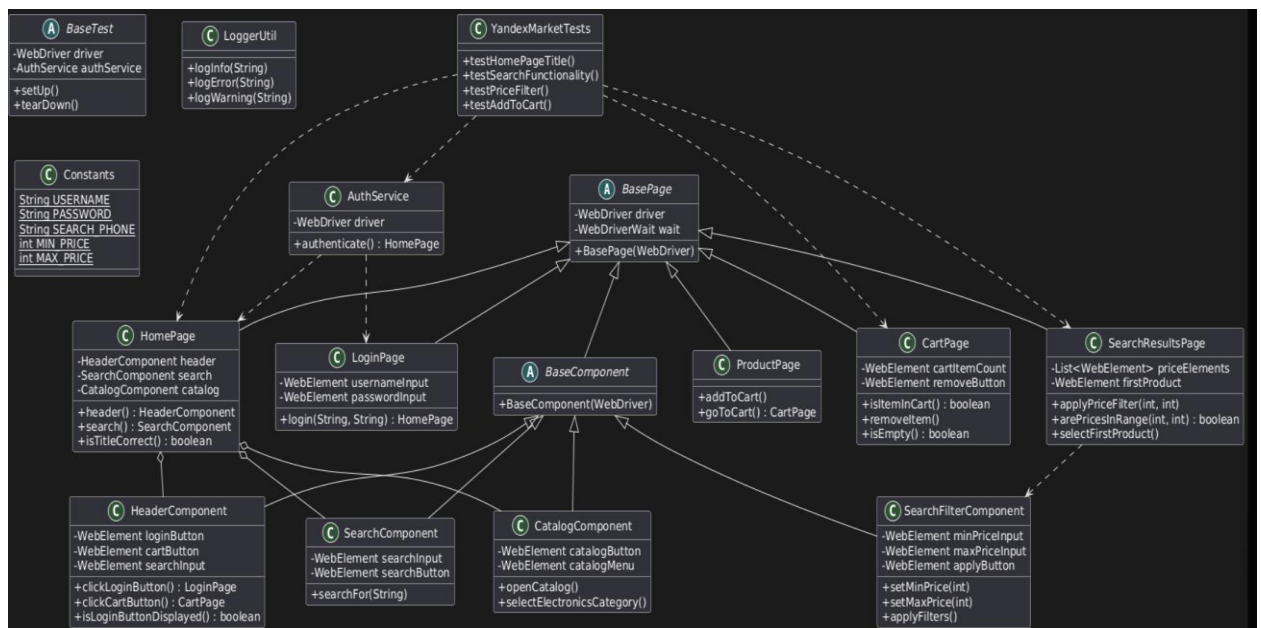 A BaseTest
-WebDriver driver
-AuthService authService
+setUp()
+tearDown()
C LoggerUtil
+logInfo(String)
+logError(String)
+logWarning(String)
C YandexMarketTests
+testHomePageTitle()
+testSearchFunctionality()
+testPriceFilter()
+testAddToCart()
C Constants
String USERNAME
String PASSWORD
String SEARCH_PHONE
int MIN_PRICE
int MAX_PRICE
C AuthService
-WebDriver driver
+authenticate() : HomePage
A BasePage
-WebDriver driver
-WebDriverWait wait
+BasePage(WebDriver)
C HomePage
-HeaderComponent header
-SearchComponent search
-CatalogComponent catalog
+header() : HeaderComponent
+search() : SearchComponent
+isTitleCorrect() : boolean
C LoginPage
-WebElement usernameInput
-WebElement passwordInput
+login(String, String) : HomePage
A BaseComponent
+BaseComponent(WebDriver)
C ProductPage
+addToCart()
+goToCart() : CartPage
C CartPage
-WebElement cartItemCount
-WebElement removeButton
+isItemInCart() : boolean
+removeItem()
+isEmpty() : boolean
C SearchResultsPage
-List<WebElement> priceElements
-WebElement firstProduct
+applyPriceFilter(int, int)
+arePricesInRange(int, int) : boolean
+selectFirstProduct()
C HeaderComponent
-WebElement loginButton
-WebElement cartButton
-WebElement searchInput
+clickLoginButton() : LoginPage
+clickCartButton() : CartPage
+isLoginButtonDisplayed() : boolean
C SearchComponent
-WebElement searchInput
-WebElement searchButton
+searchFor(String)
C CatalogComponent
-WebElement catalogButton
-WebElement catalogMenu
+openCatalog()
+selectElectronicsCategory()
C SearchFilterComponent
-WebElement minPriceInput
-WebElement maxPriceInput
-WebElement applyButton
+setMinPrice(int)
+setMaxPrice(int)
+applyFilters()